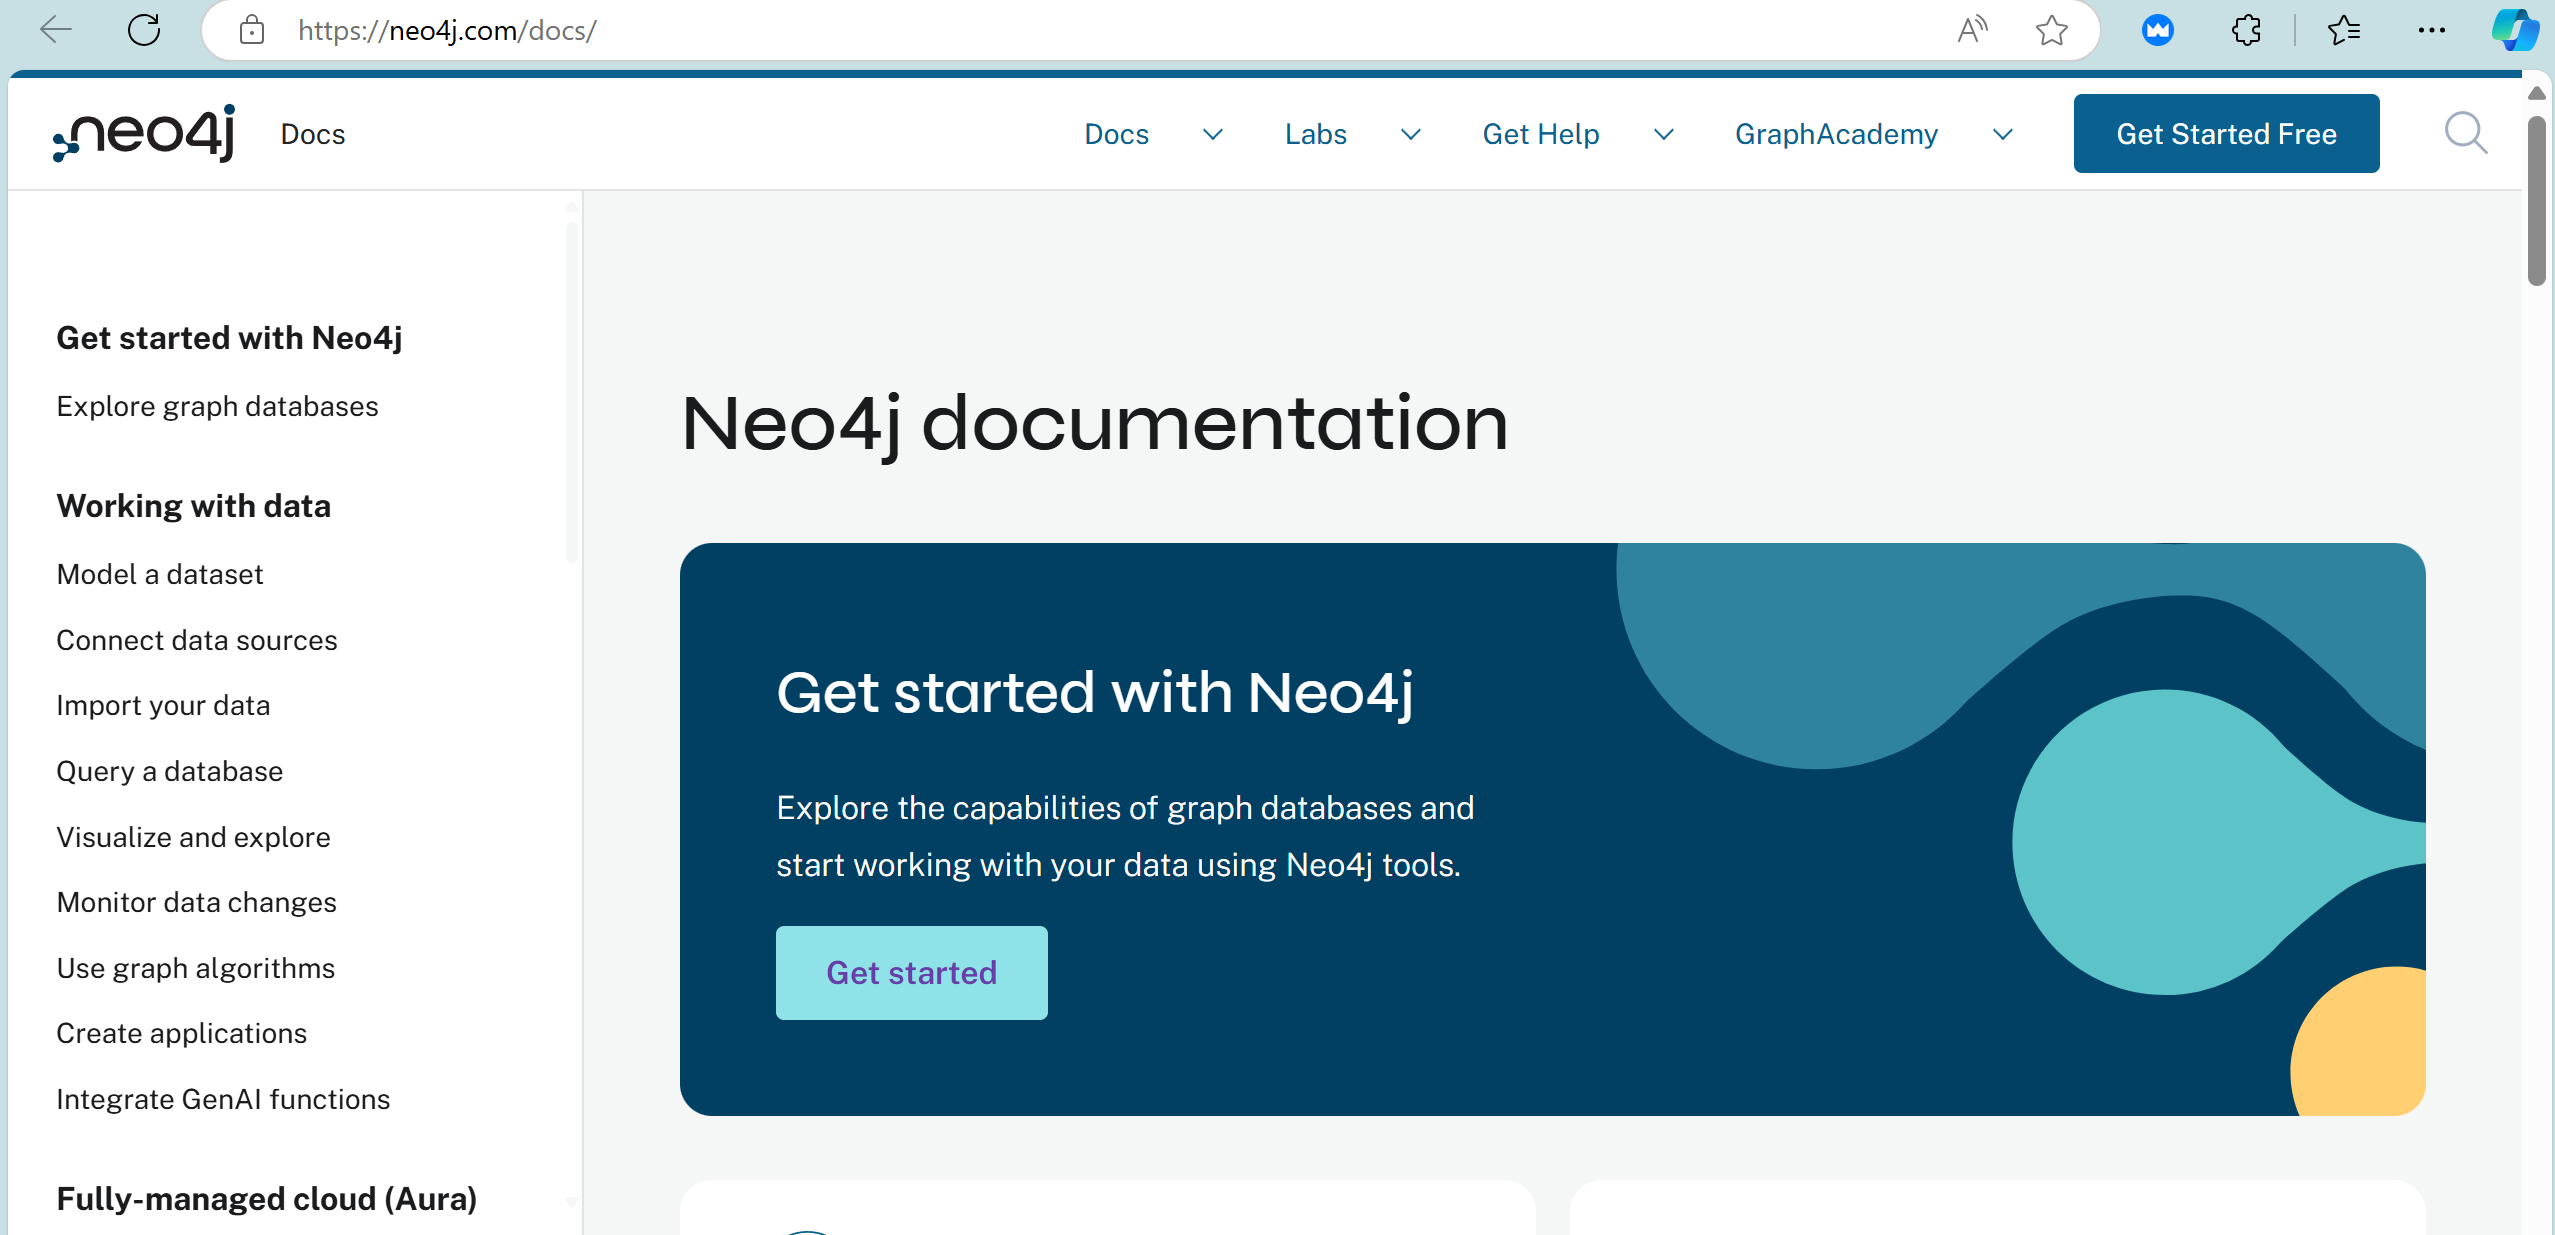 https://neo4j.com/docs/
neo4j
Docs
Docs
Labs
Get Help
GraphAcademy
Get Started Free
Get started with Neo4j
Explore graph databases
Working with data
Model a dataset
Connect data sources
Import your data
Query a database
Visualize and explore
Monitor data changes
Use graph algorithms
Create applications
Integrate GenAI functions
Fully-managed cloud (Aura)
Neo4j documentation
Get started with Neo4j
Explore the capabilities of graph databases and
start working with your data using Neo4j tools.
Get started